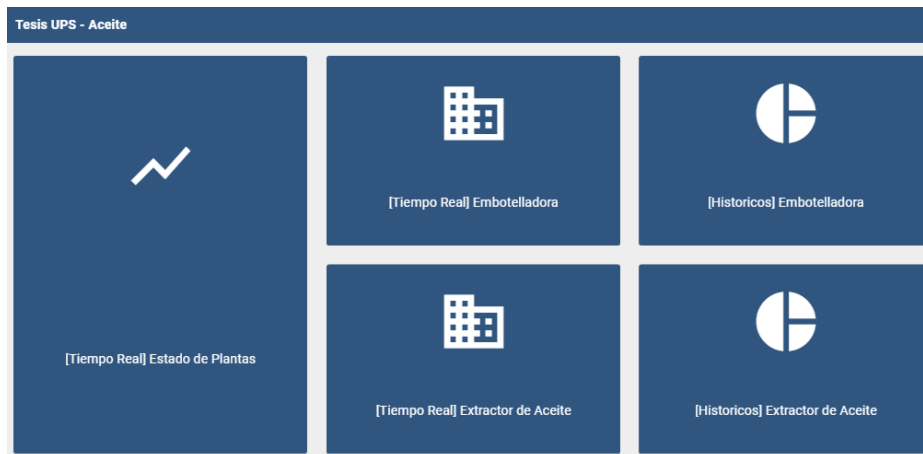 Tesis UPS - Aceite
[Tiempo Real] Estado de Plantas
[Tiempo Real] Embotelladora
[Historicos] Embotelladora
[Tiempo Real] Extractor de Aceite
[Historicos] Extractor de Aceite